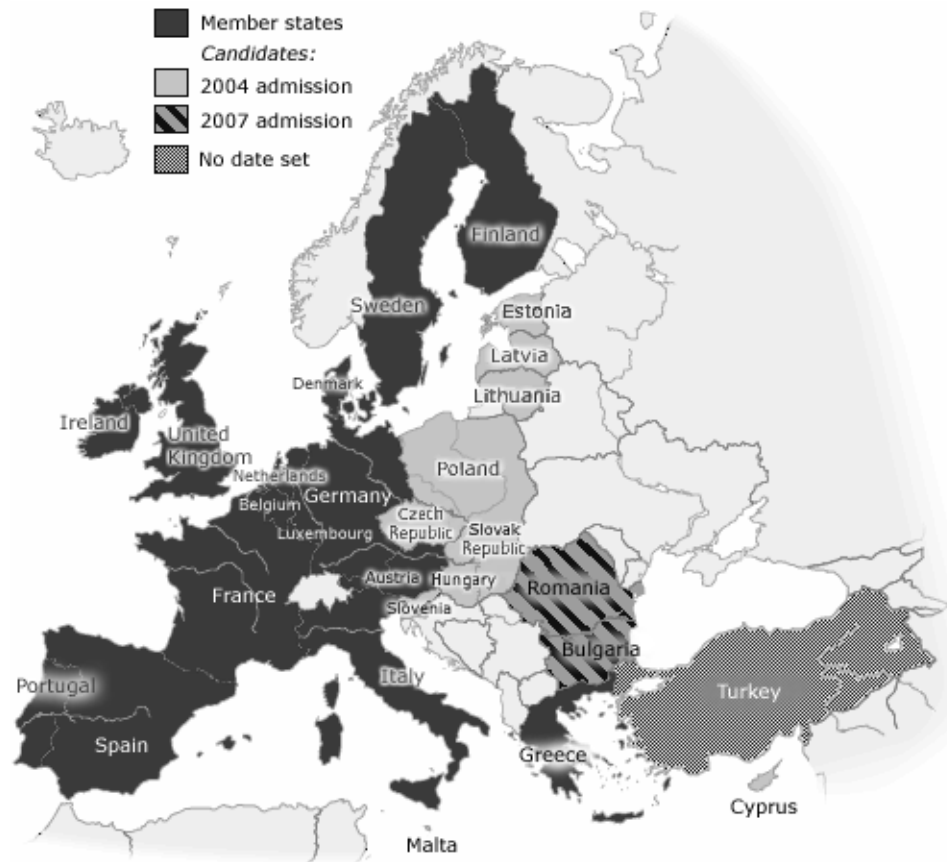 Member states
Candidates:
2004 admission
2007 admission
No date set
Finland
Sweden
Estonia
Latvia
Denmark
Lithuania
Ireland
United
Kingdom
Netherlands
Poland
Germany
Belgium
Czech
Republic
Luxembourg
Slovak
Republic
Austria
Hungary
France
Romania
Slovenia
Bulgaria
Italy
Portugal
Turkey
Spain
Greece
Cyprus
Malta